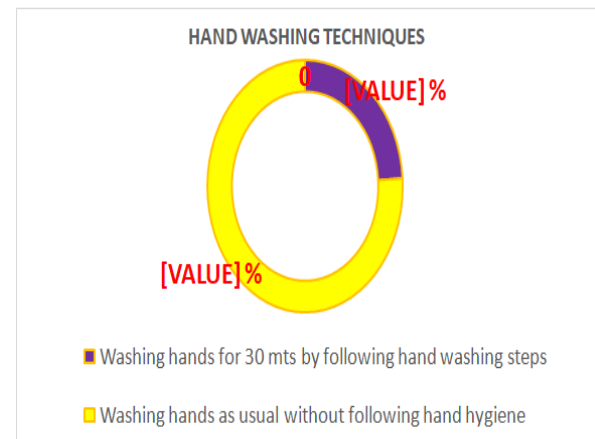 HAND WASHING TECHNIQUES
0
[VALUE] %
[VALUE] %
Washing hands for 30 mts by following hand washing steps
Washing hands as usual without following hand hygiene